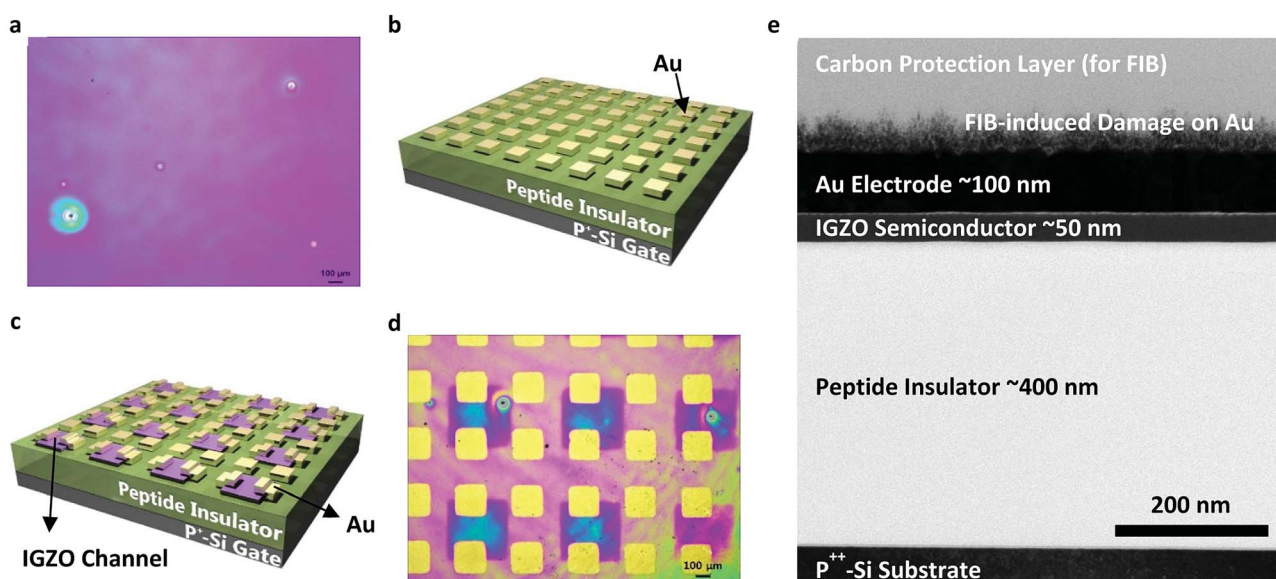 a
100 μm
b
Au
Peptide Insulator
P⁺-Si Gate
c
Peptide Insulator
P⁺-Si Gate
Au
IGZO Channel
d
100 μm
e
Carbon Protection Layer (for FIB)
FIB-induced Damage on Au
Au Electrode ~100 nm
IGZO Semiconductor ~50 nm
Peptide Insulator ~400 nm
200 nm
P⁺⁺-Si Substrate